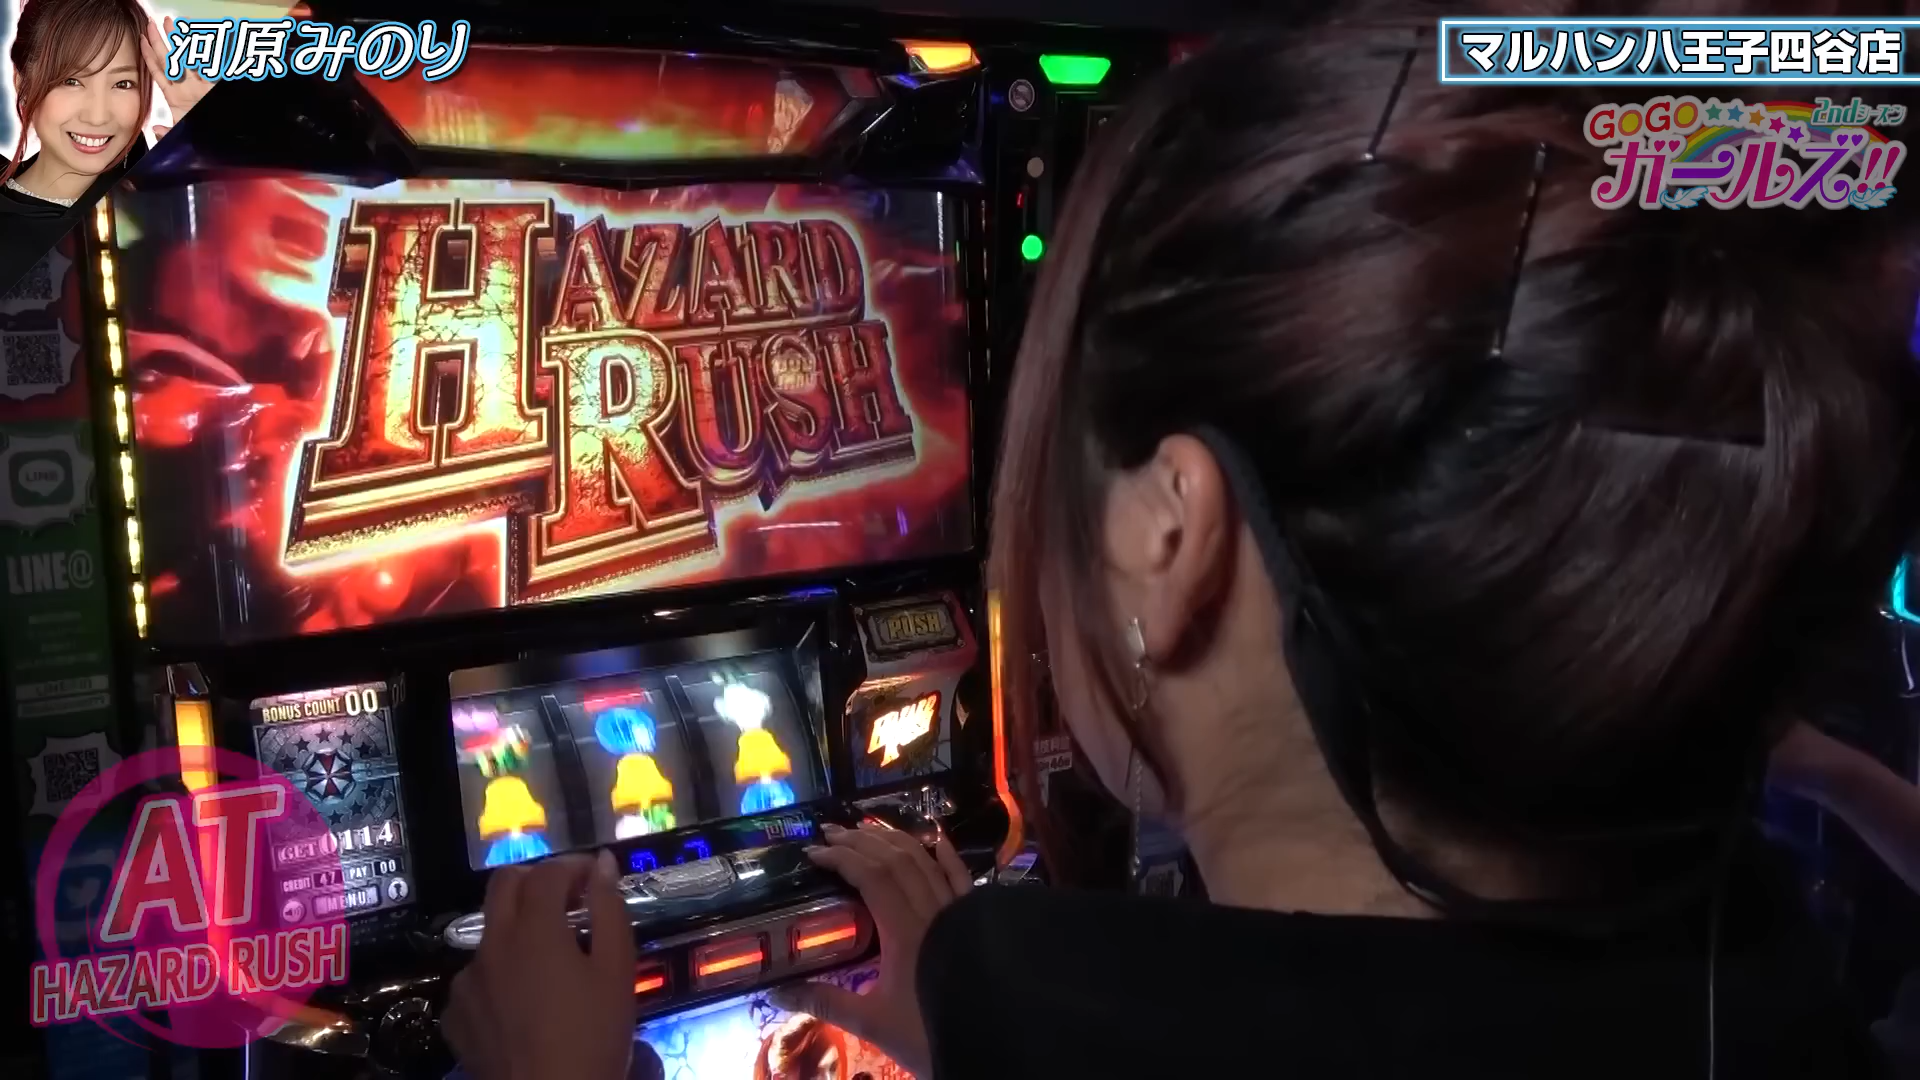 河原みのり
マルハン八王子四谷店
GOGO
2ndシーズン
ガールズ!!
HAZARD
RUSH
LINE
LINE@
PUSH
BONUS COUNT 00
GET 0114
CREDIT 47 PAY 00
MENU
AT
HAZARD RUSH